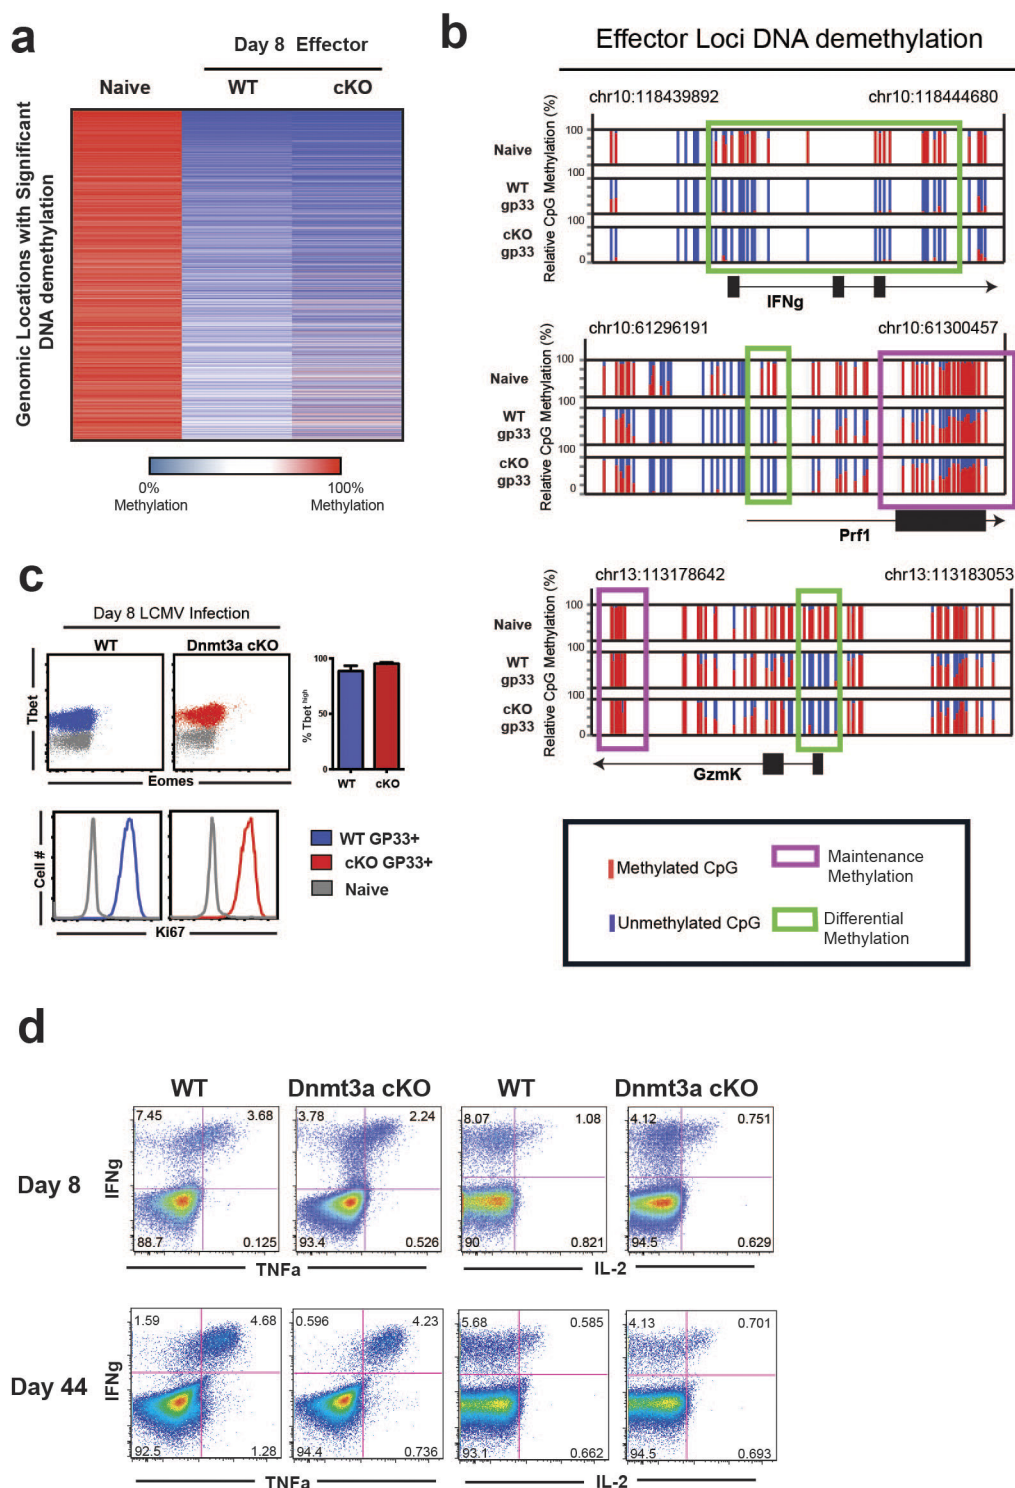 a
Day 8 Effector
Naive WT cKO
Genomic Locations with Significant
DNA demethylation
0%
Methylation
100%
Methylation
b
Effector Loci DNA demethylation
chr10:118439892 chr10:118444680
Relative CpG Methylation (%)
100
Naive
100
WT
gp33
100
cKO
gp33
0
IFNg
chr10:61296191 chr10:61300457
Relative CpG Methylation (%)
100
Naive
100
WT
gp33
100
cKO
gp33
0
Prf1
chr13:113178642 chr13:113183053
Relative CpG Methylation (%)
100
Naive
100
WT
gp33
100
cKO
gp33
0
GzmK
Methylated CpG
Maintenance
Methylation
Unmethylated CpG
Differential
Methylation
c
Day 8 LCMV Infection
WT Dnmt3a cKO
Tbet
Eomes
% Tbet high
100
50
0
WT cKO
Cell #
KI67
WT GP33+
cKO GP33+
Naive
d
WT Dnmt3a cKO WT Dnmt3a cKO
Day 8
IFNg
7.45 3.68
88.7 0.125
3.78 2.24
93.4 0.526
8.07 1.08
90 0.821
4.12 0.751
94.5 0.629
TNFa IL-2
Day 44
IFNg
1.59 4.68
92.5 1.28
0.596 4.23
94.4 0.736
5.68 0.585
93.1 0.662
4.13 0.701
94.5 0.693
TNFa IL-2